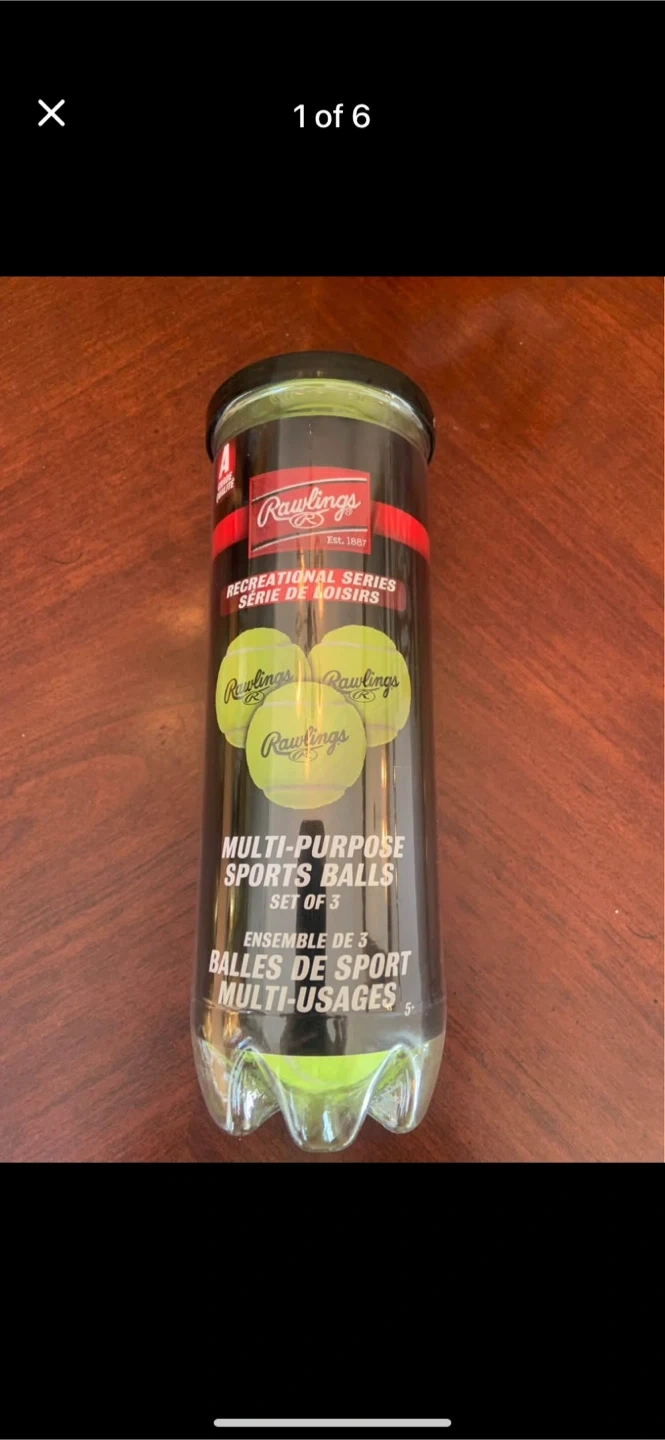 1 of 6
A
Rawlings
R
Est. 1887
RECREATIONAL SERIES
SÉRIE DE LOISIRS
Rawlings
R
Rawlings
R
Rawlings
R
MULTI-PURPOSE
SPORTS BALLS
SET OF 3
ENSEMBLE DE 3
BALLES DE SPORT
MULTI-USAGES
5+